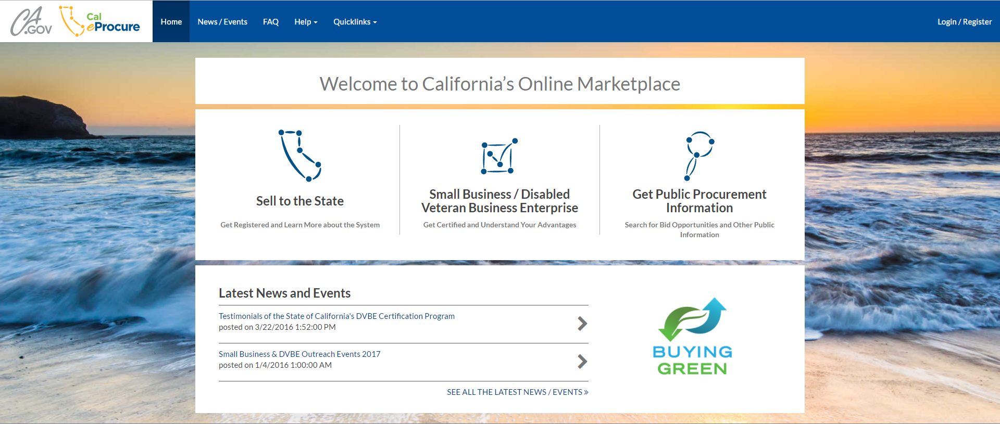 CA.GOV
Cal eProcure
Home
News / Events
FAQ
Help
Quicklinks
Login / Register
Welcome to California’s Online Marketplace
Sell to the State
Get Registered and Learn More about the System
Small Business / Disabled
Veteran Business Enterprise
Get Certified and Understand Your Advantages
Get Public Procurement
Information
Search for Bid Opportunities and Other Public
Information
Latest News and Events
Testimonials of the State of California's DVBE Certification Program
posted on 3/22/2016 1:52:00 PM
Small Business & DVBE Outreach Events 2017
posted on 1/4/2016 1:00:00 AM
SEE ALL THE LATEST NEWS / EVENTS »
BUYING
GREEN